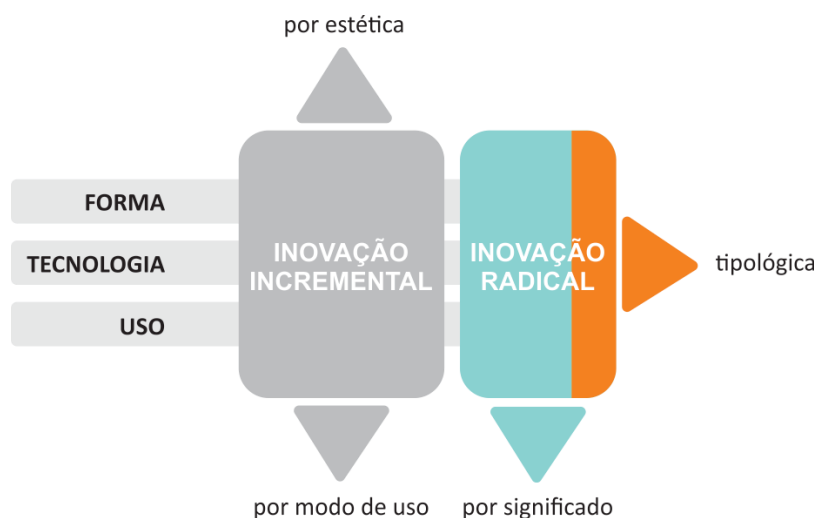 por estética
FORMA
TECNOLOGIA
USO
INOVAÇÃO
INCREMENTAL
INOVAÇÃO
RADICAL
tipológica
por modo de uso
por significado